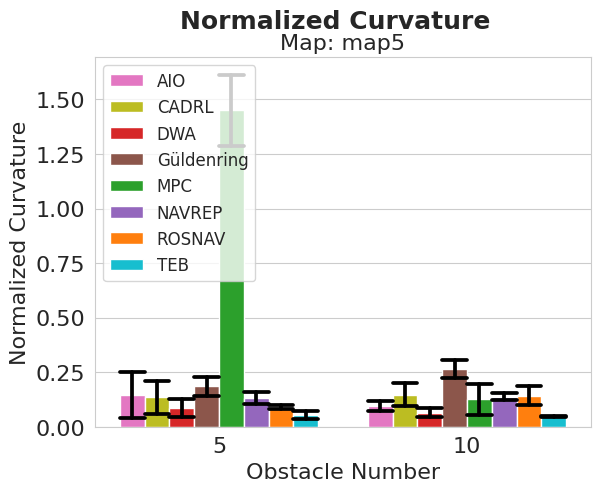 Normalized Curvature
Map: map5
Normalized Curvature
1.50
1.25
1.00
0.75
0.50
0.25
0.00
AIO
CADRL
DWA
Güldenring
MPC
NAVREP
ROSNAV
TEB
5
10
Obstacle Number